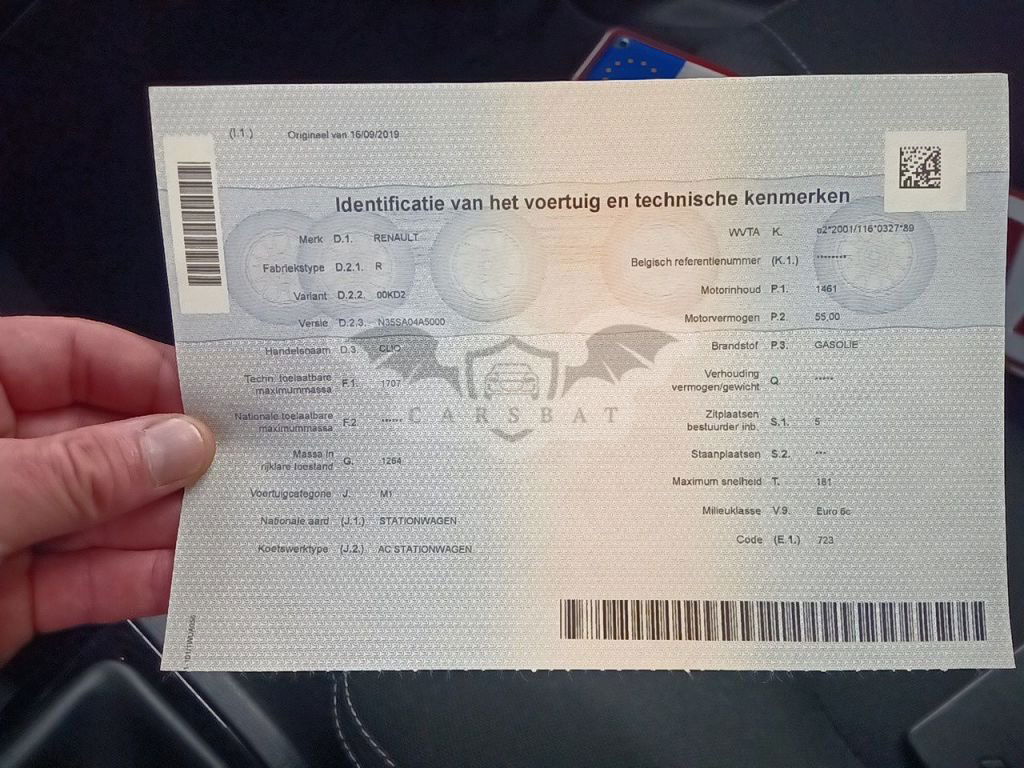 (I.1.) Origineel van 16/09/2019
Identificatie van het voertuig en technische kenmerken
Merk D.1. RENAULT
Fabriekstype D.2.1. R
Variant D.2.2. 00KD2
Versie D.2.3. N35SA04A5000
Handelsnaam D.3. CLIO
Techn. toelaatbare
maximummassa F.1. 1707
Nationale toelaatbare
maximummassa F.2. ******
Massa in
rijklare toestand G. 1264
Voertuigcategorie J. M1
Nationale aard (J.1.) STATIONWAGEN
Koetswerktype (J.2.) AC STATIONWAGEN
WVTA K. e2*2001/116*0327*89
Belgisch referentienummer (K.1.) ********
Motorinhoud P.1. 1461
Motorvermogen P.2. 55,00
Brandstof P.3. GASOLIE
Verhouding
vermogen/gewicht Q. *****
Zitplaatsen
bestuurder inb. S.1. 5
Staanplaatsen S.2. ***
Maximum snelheid T. 181
Milieuklasse V.9. Euro 6c
Code (E.1.) 723
CARSBAT